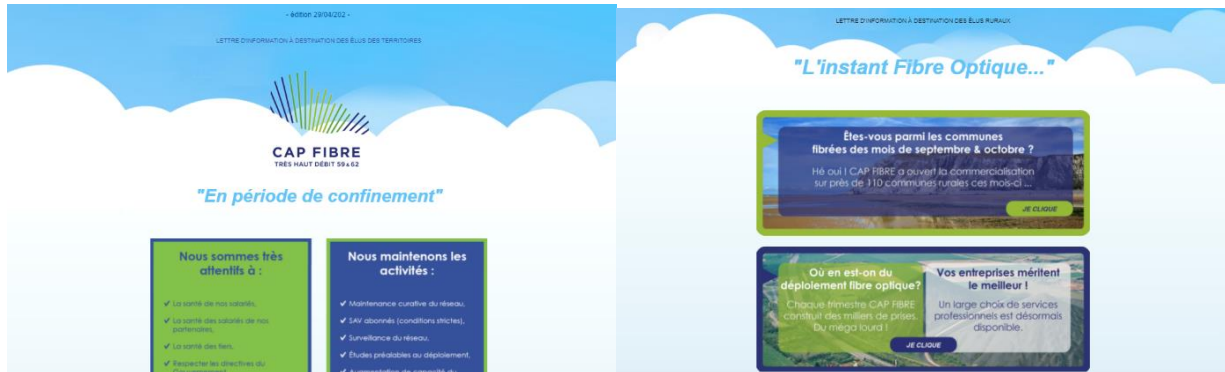 - édition 29/04/202 -
LETTRE D'INFORMATION À DESTINATION DES ÉLUS DES TERRITOIRES
CAP FIBRE
TRÈS HAUT DÉBIT 59 & 62
"En période de confinement"
Nous sommes très
attentifs à :
✔ La santé de nos salariés,
✔ La santé des salariés de nos
partenaires,
✔ La santé des tiers,
✔ Respecter les directives du
Nous maintenons les
activités :
✔ Maintenance curative du réseau,
✔ SAV abonnés (conditions strictes),
✔ Surveillance du réseau,
✔ Études préalables au déploiement,
✔ Augmentation de capacité du
LETTRE D'INFORMATION À DESTINATION DES ÉLUS RURAUX
"L'instant Fibre Optique..."
Êtes-vous parmi les communes
fibrées des mois de septembre & octobre ?
Hé oui ! CAP FIBRE a ouvert la commercialisation
sur près de 110 communes rurales ces mois-ci ...
JE CLIQUE
Où en est-on du
déploiement fibre optique?
Chaque trimestre CAP FIBRE
construit des milliers de prises.
Du méga lourd !
Vos entreprises méritent
le meilleur !
Un large choix de services
professionnels est désormais
disponible.
JE CLIQUE